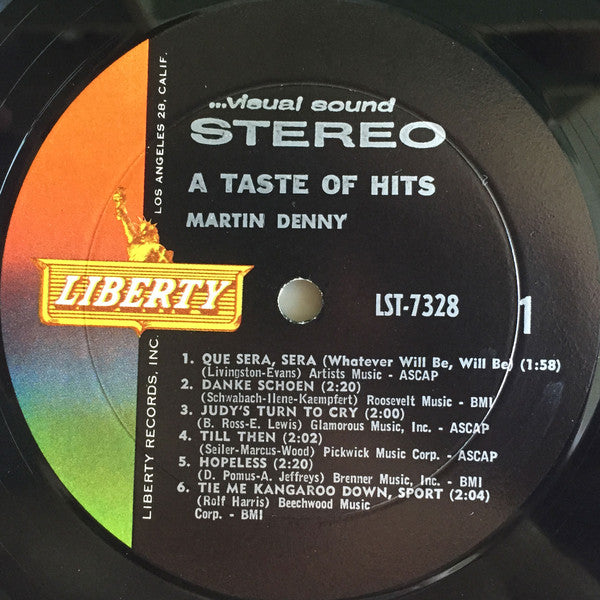 ...visual sound
STEREO
A TASTE OF HITS
MARTIN DENNY
LIBERTY
LST-7328
1
1. QUE SERA, SERA (Whatever Will Be, Will Be) (1:58)
(Livingston-Evans) Artists Music - ASCAP
2. DANKE SCHOEN (2:20)
(Schwabach-Ilene-Kaempfert) Roosevelt Music - BMI
3. JUDY'S TURN TO CRY (2:00)
(B. Ross-E. Lewis) Glamorous Music, Inc. - ASCAP
4. TILL THEN (2:02)
(Seiler-Marcus-Wood) Pickwick Music Corp. - ASCAP
5. HOPELESS (2:20)
(D. Pomus-A. Jeffreys) Brenner Music, Inc. - BMI
6. TIE ME KANGAROO DOWN, SPORT (2:04)
(Rolf Harris) Beechwood Music
Corp. - BMI
LIBERTY RECORDS, INC. LOS ANGELES 28, CALIF.